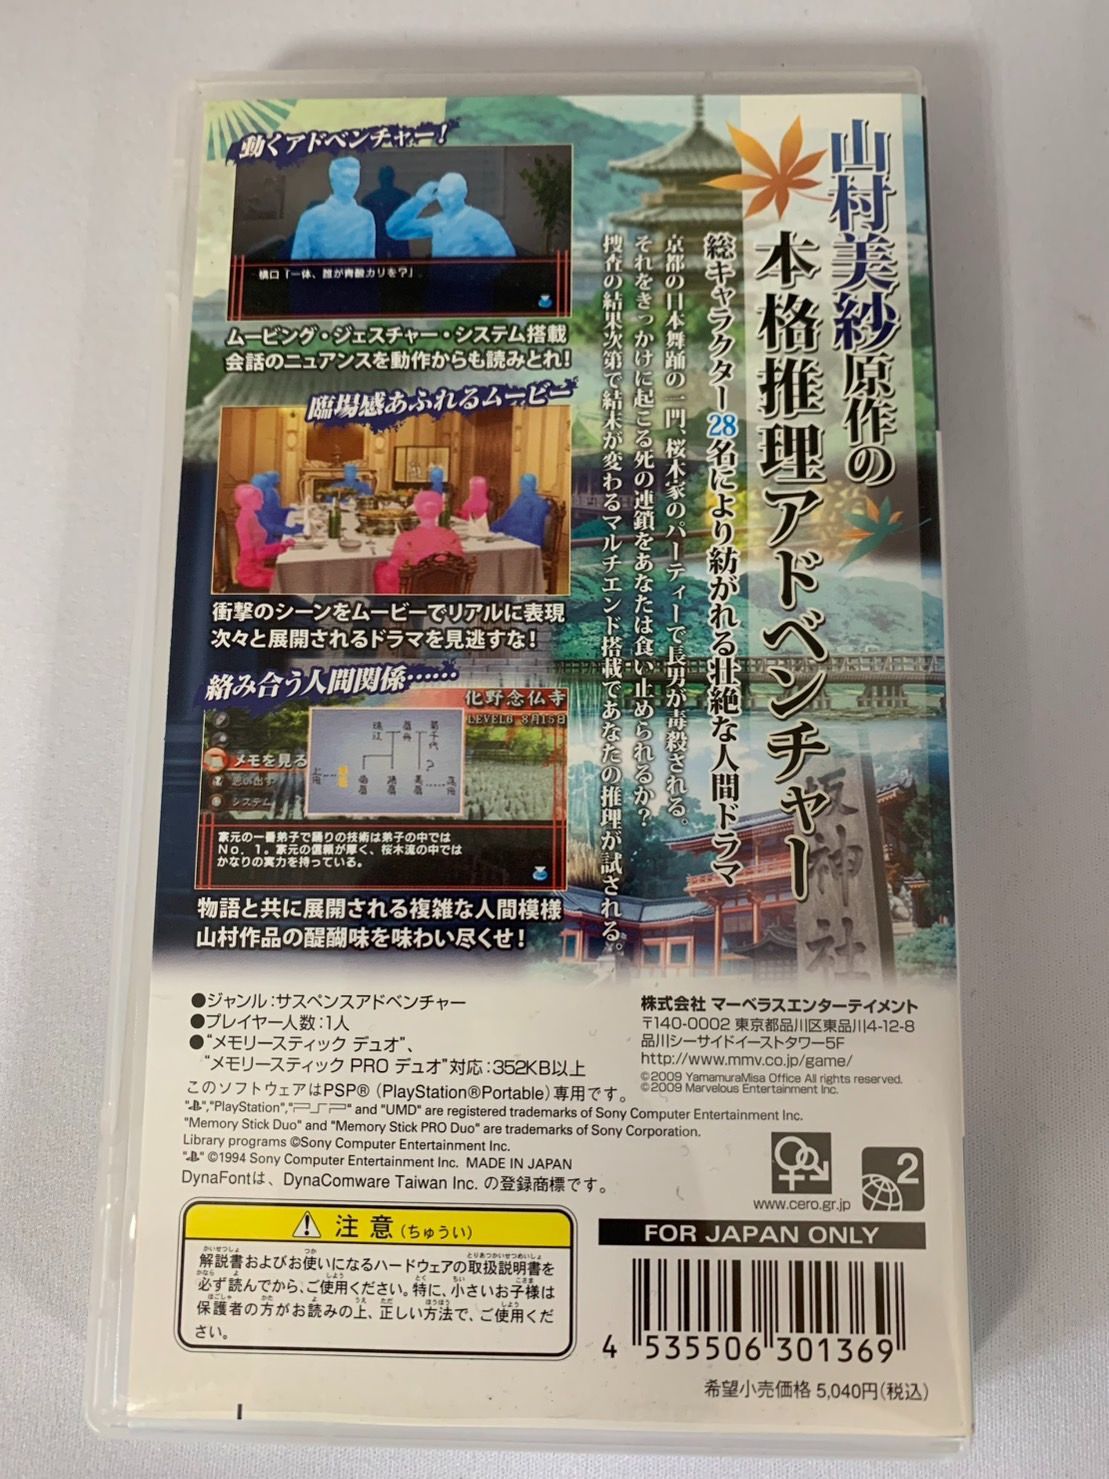 山村美紗原作の
本格推理アドベンチャー
総キャラクター28名により紡がれる壮絶な人間ドラマ
京都の日本舞踊の一門、桜木家のパーティーで長男が毒殺される。
それをきっかけに起こる死の連鎖をあなたは食い止められるか?
捜査の結果次第で結末が変わるマルチエンド搭載であなたの推理が試される。
動くアドベンチャー!
橋口「一体、誰が青酸カリを?」
ムービング・ジェスチャー・システム搭載
会話のニュアンスを動作からも読みとれ!
臨場感あふれるムービー
衝撃のシーンをムービーでリアルに表現
次々と展開されるドラマを見逃すな!
絡み合う人間関係……
化野念仏寺
LEVEL6 8月15日
メモを見る
思い出す
システム
家元の一番弟子で踊りの技術は弟子の中では
No.1。家元の信頼が厚く、桜木流の中では
かなりの実力を持っている。
物語と共に展開される複雑な人間模様
山村作品の醍醐味を味わい尽くせ!
神社
●ジャンル:サスペンスアドベンチャー
●プレイヤー人数:1人
●"メモリースティック デュオ"、
"メモリースティック PRO デュオ"対応:352KB以上
このソフトウェアはPSP®(PlayStation®Portable)専用です。
"PlayStation","PSP" and "UMD" are registered trademarks of Sony Computer Entertainment Inc.
"Memory Stick Duo" and "Memory Stick PRO Duo" are trademarks of Sony Corporation.
Library programs ©Sony Computer Entertainment Inc.
©1994 Sony Computer Entertainment Inc. MADE IN JAPAN
DynaFontは、DynaComware Taiwan Inc. の登録商標です。
株式会社 マーベラスエンターテイメント
〒140-0002 東京都品川区東品川4-12-8
品川シーサイドイーストタワー5F
http://www.mmv.co.jp/game/
©2009 YamamuraMisa Office All rights reserved.
©2009 Marvelous Entertainment Inc.
www.cero.gr.jp
2
注意(ちゅうい)
解説書およびお使いになるハードウェアの取扱説明書を
必ず読んでから、ご使用ください。特に、小さいお子様は
保護者の方がお読みの上、正しい方法で、ご使用くだ
さい。
FOR JAPAN ONLY
4 535506 301369
希望小売価格 5,040円(税込)